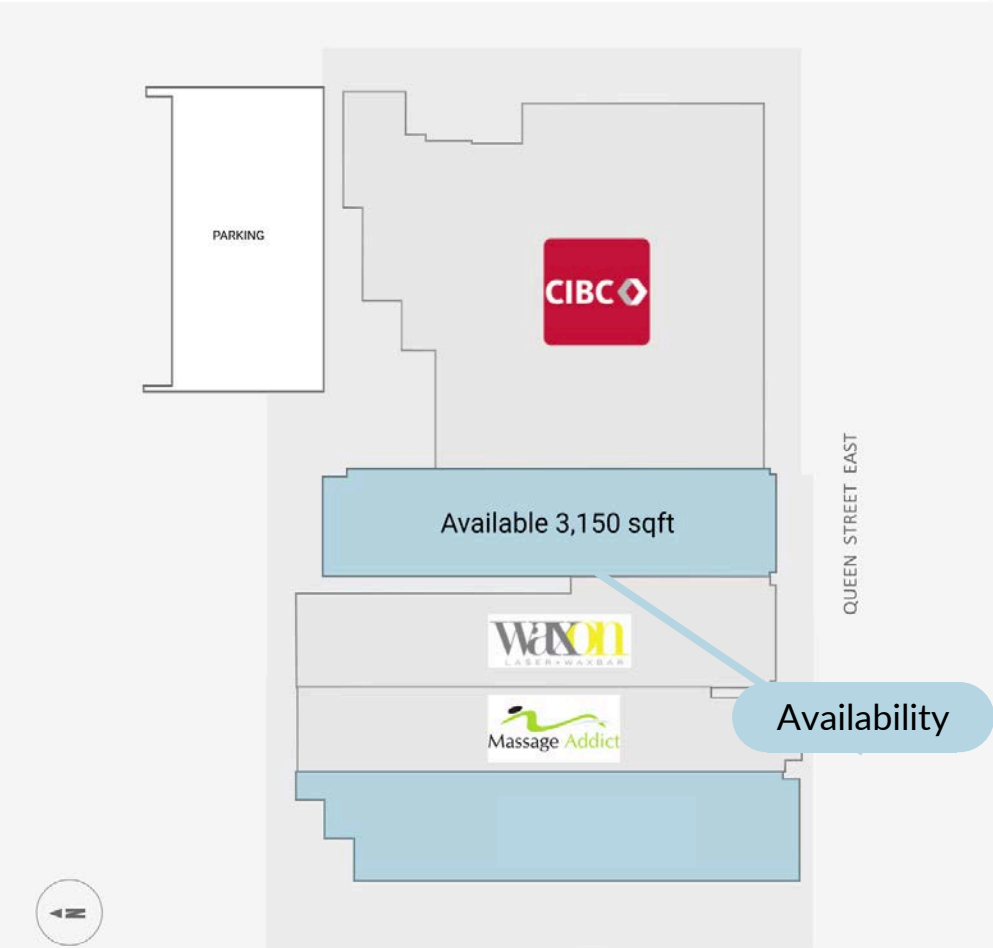 PARKING
CIBC
Available 3,150 sqft
QUEEN STREET EAST
waxon
LASER+WAXBAR
Availability
Massage Addict
N